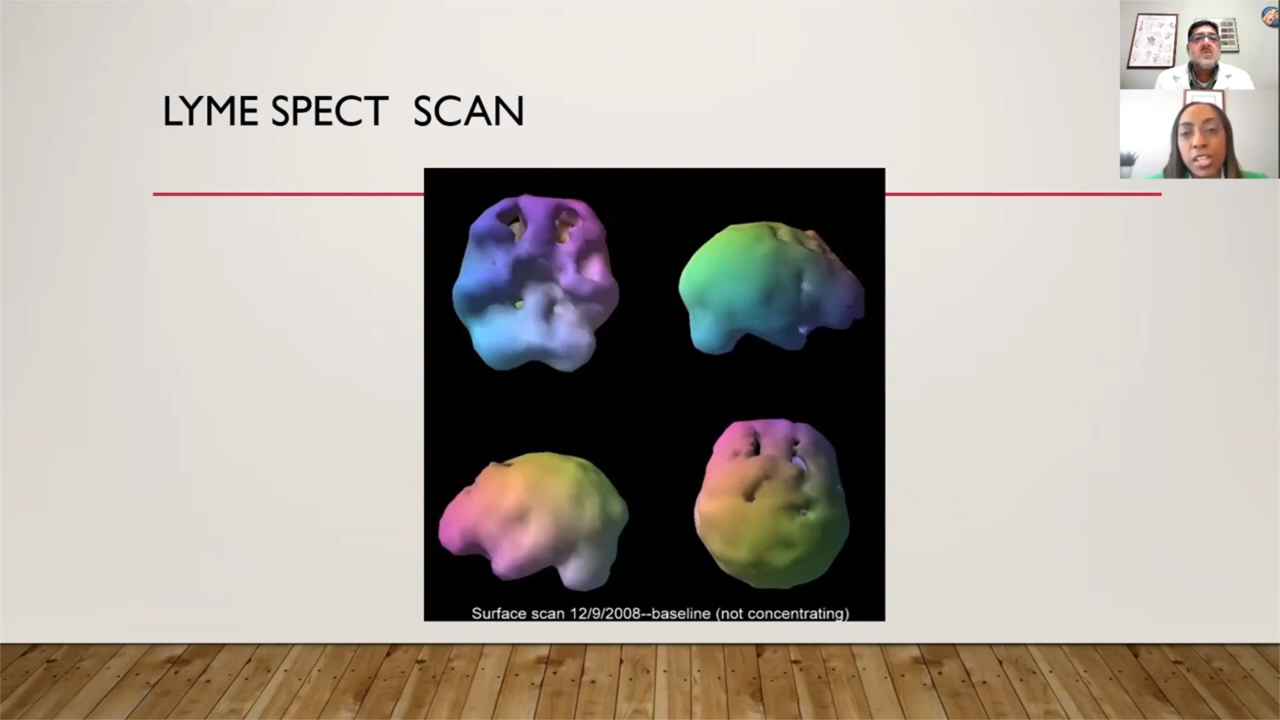 LYME SPECT SCAN
Surface scan 12/9/2008--baseline (not concentrating)